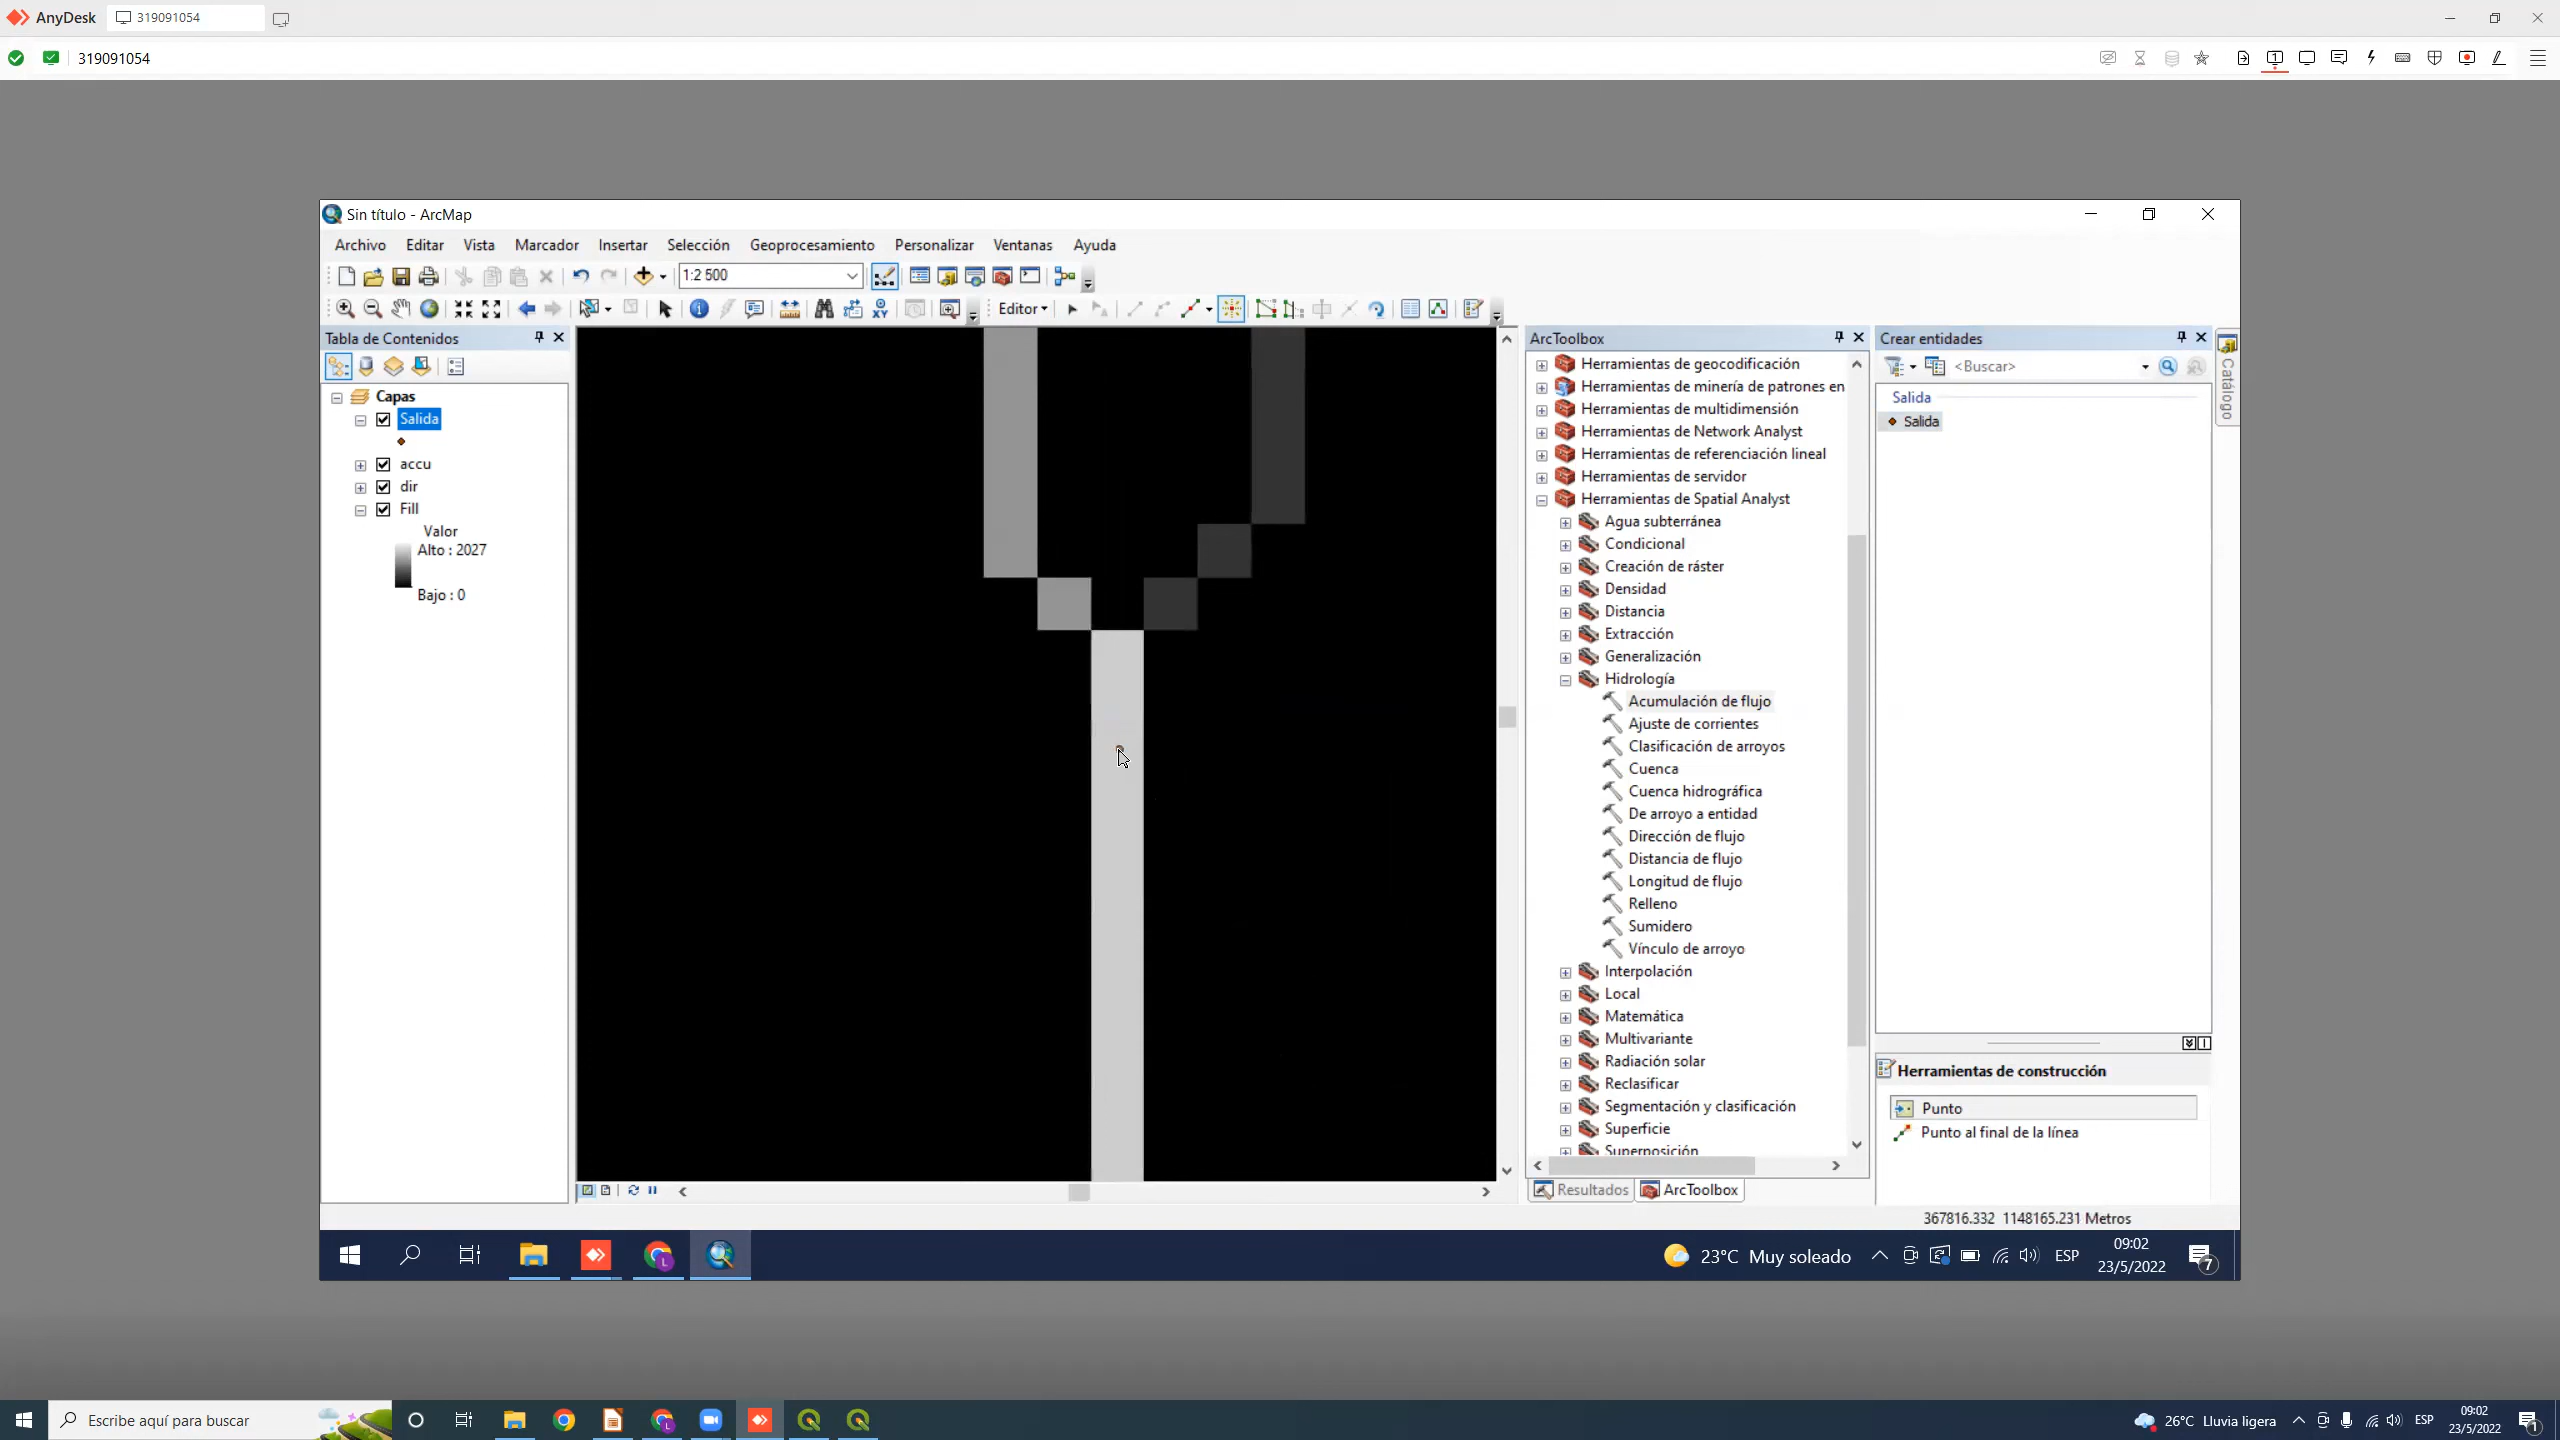 AnyDesk 319091054
319091054
Sin título - ArcMap
Archivo Editar Vista Marcador Insertar Selección Geoprocesamiento Personalizar Ventanas Ayuda
1:2 500
Editor
Tabla de Contenidos
Capas
Salida
accu
dir
Fill
Valor
Alto : 2027
Bajo : 0
ArcToolbox
Herramientas de geocodificación
Herramientas de minería de patrones en
Herramientas de multidimensión
Herramientas de Network Analyst
Herramientas de referenciación lineal
Herramientas de servidor
Herramientas de Spatial Analyst
Agua subterránea
Condicional
Creación de ráster
Densidad
Distancia
Extracción
Generalización
Hidrología
Acumulación de flujo
Ajuste de corrientes
Clasificación de arroyos
Cuenca
Cuenca hidrográfica
De arroyo a entidad
Dirección de flujo
Distancia de flujo
Longitud de flujo
Relleno
Sumidero
Vínculo de arroyo
Interpolación
Local
Matemática
Multivariante
Radiación solar
Reclasificar
Segmentación y clasificación
Superficie
Superposición
Resultados ArcToolbox
Crear entidades
<Buscar>
Salida
Salida
Catálogo
Herramientas de construcción
Punto
Punto al final de la línea
367816.332 1148165.231 Metros
23°C Muy soleado ESP 09:02
23/5/2022
7
Escribe aquí para buscar
26°C Lluvia ligera ESP 09:02
23/5/2022
1